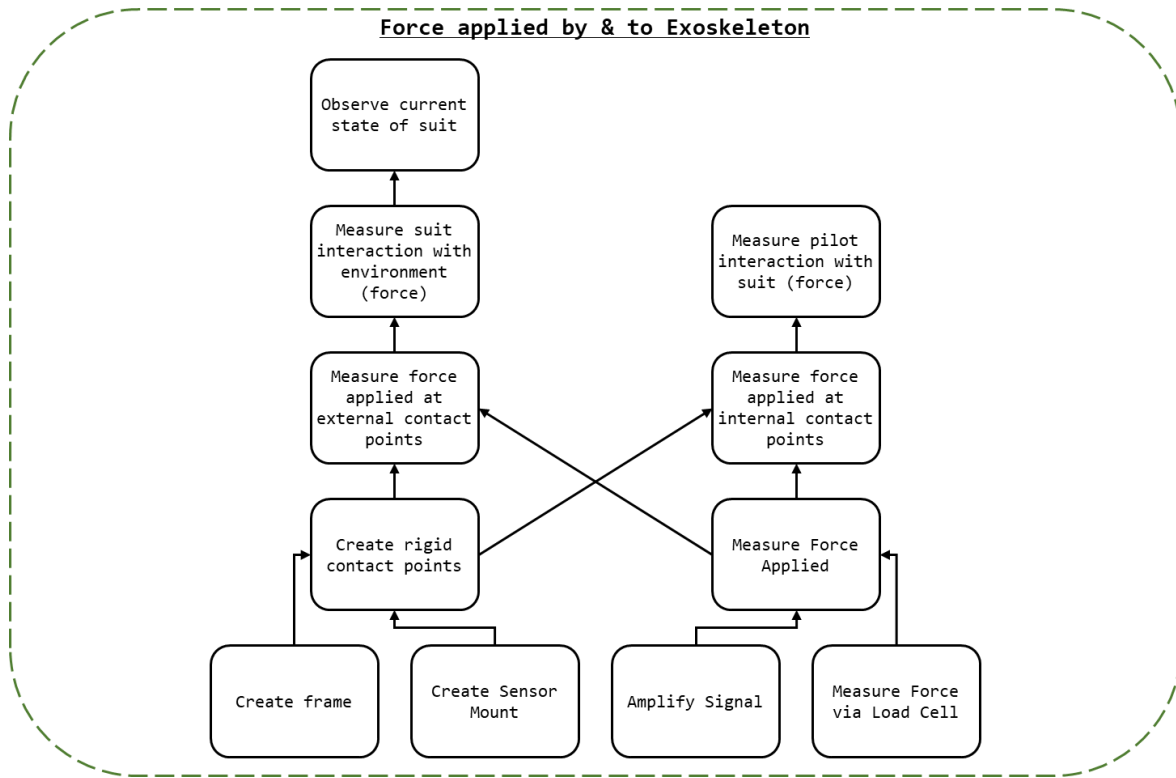 Force applied by & to Exoskeleton
Observe current
state of suit
Measure suit
interaction with
environment
(force)
Measure pilot
interaction with
suit (force)
Measure force
applied at
external contact
points
Measure force
applied at
internal contact
points
Create rigid
contact points
Measure Force
Applied
Create frame
Create Sensor
Mount
Amplify Signal
Measure Force
via Load Cell